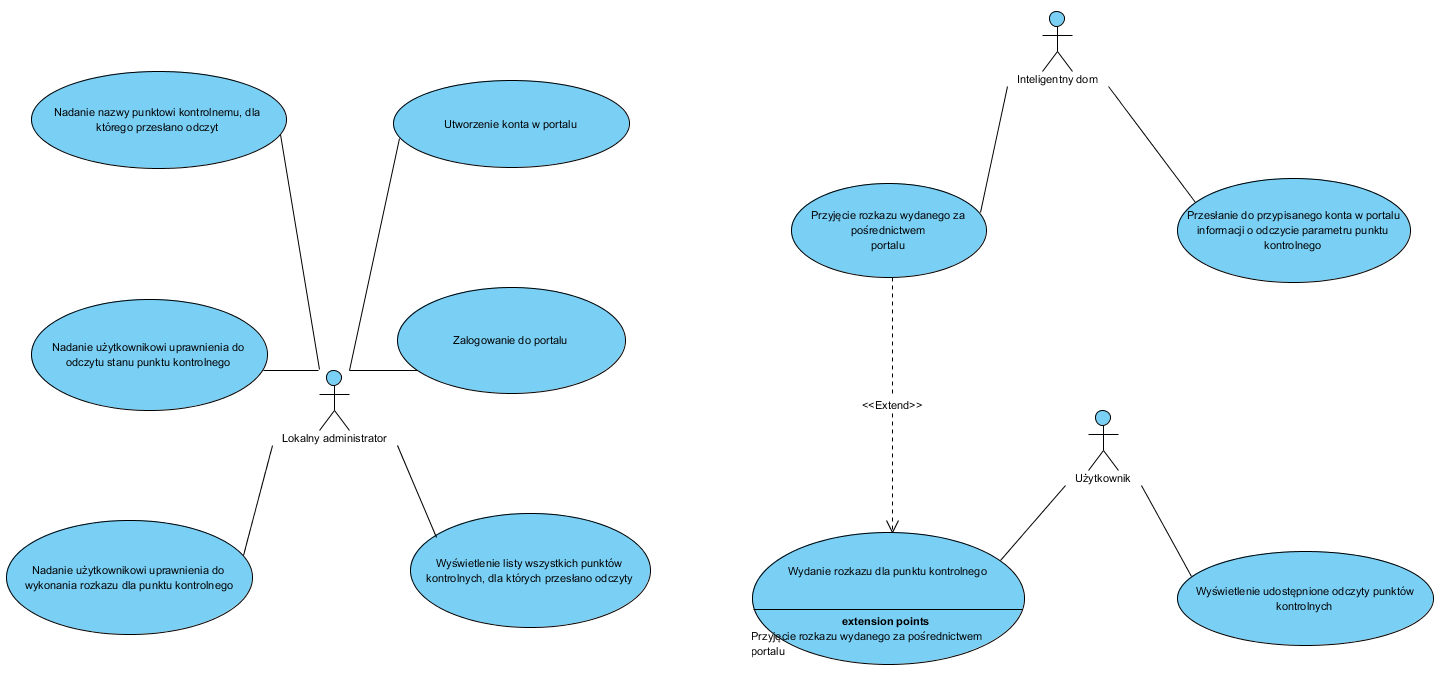 Nadanie nazwy punktowi kontrolnemu, dla
którego przesłano odczyt
Utworzenie konta w portalu
Nadanie użytkownikowi uprawnienia do
odczytu stanu punktu kontrolnego
Zalogowanie do portalu
Lokalny administrator
Nadanie użytkownikowi uprawnienia do
wykonania rozkazu dla punktu kontrolnego
Wyświetlenie listy wszystkich punktów
kontrolnych, dla których przesłano odczyty
Inteligentny dom
Przyjęcie rozkazu wydanego za
pośrednictwem
portalu
Przesłanie do przypisanego konta w portalu
informacji o odczycie parametru punktu
kontrolnego
<<Extend>>
Użytkownik
Wydanie rozkazu dla punktu kontrolnego
extension points
Przyjęcie rozkazu wydanego za pośrednictwem
portalu
Wyświetlenie udostępnione odczyty punktów
kontrolnych